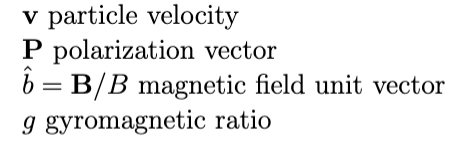 v particle velocity
P polarization vector
b̂ = B/B magnetic field unit vector
g gyromagnetic ratio